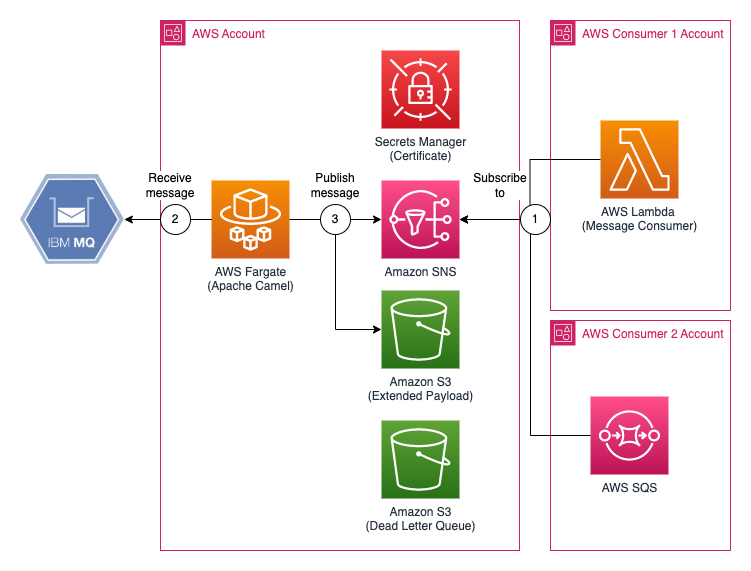 AWS Account
AWS Consumer 1 Account
Secrets Manager
(Certificate)
Receive
message
Publish
message
Subscribe
to
2
3
1
IBM MQ
AWS Fargate
(Apache Camel)
Amazon SNS
AWS Lambda
(Message Consumer)
Amazon S3
(Extended Payload)
AWS Consumer 2 Account
AWS SQS
Amazon S3
(Dead Letter Queue)